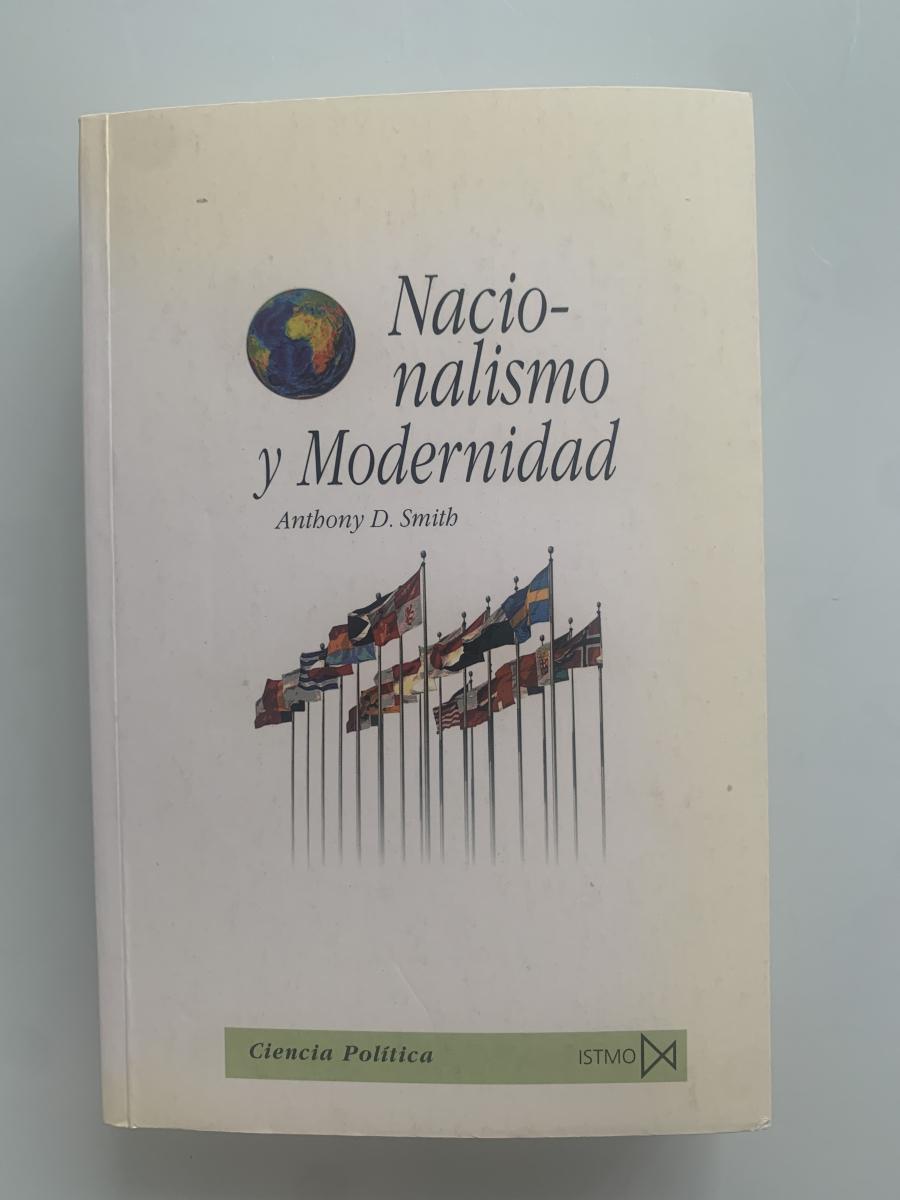 Nacio-
nalismo
y Modernidad
Anthony D. Smith
Ciencia Política
ISTMO